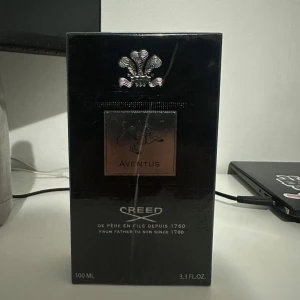 AVENTUS
CREED
DE PÈRE EN FILS DEPUIS 1760
FROM FATHER TO SON SINCE 1760
100 ML
3.3 FL.OZ.